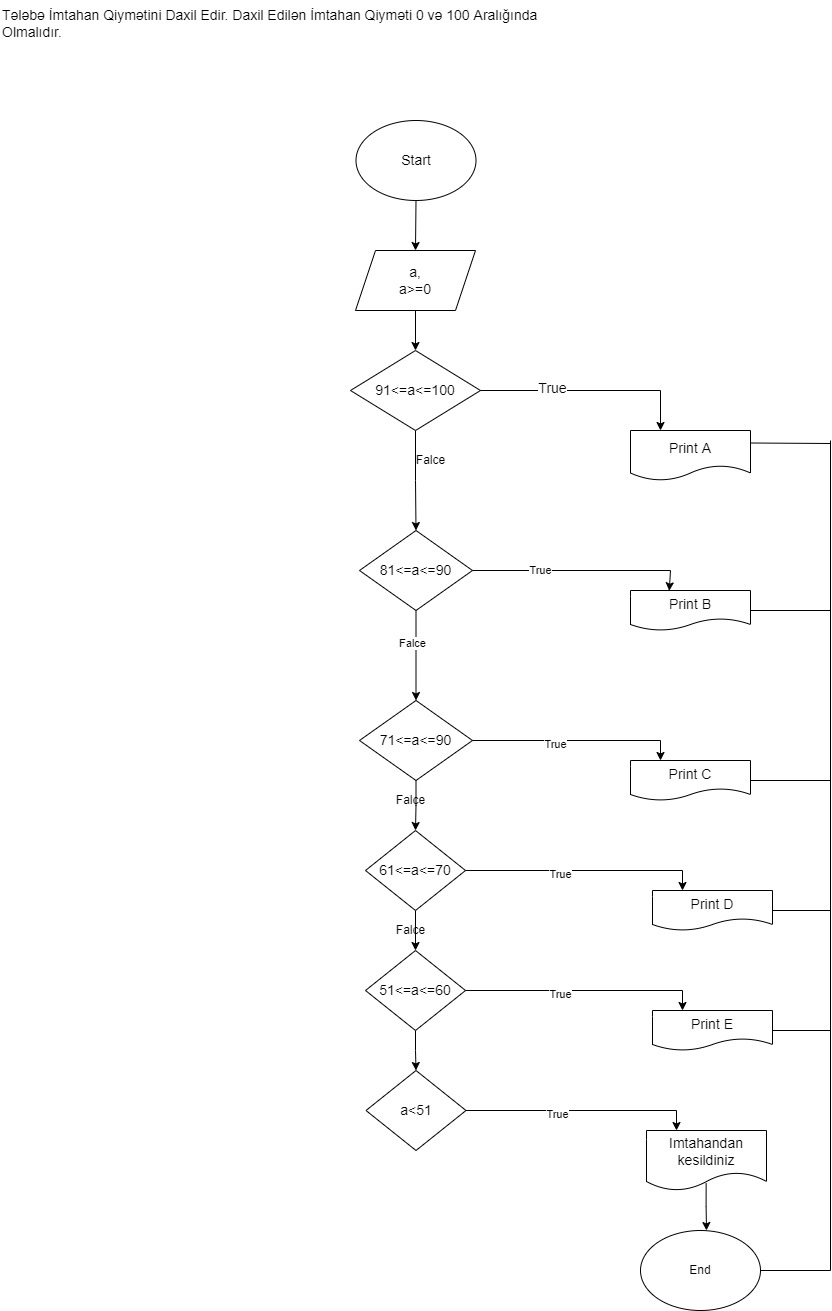 Tələbə İmtahan Qiymətini Daxil Edir. Daxil Edilən İmtahan Qiyməti 0 və 100 Aralığında
Olmalıdır.
Start
a,
a>=0
91<=a<=100
True
Print A
Falce
81<=a<=90
True
Print B
Falce
71<=a<=90
True
Print C
Falce
61<=a<=70
True
Print D
Falce
51<=a<=60
True
Print E
a<51
True
Imtahandan
kesildiniz
End